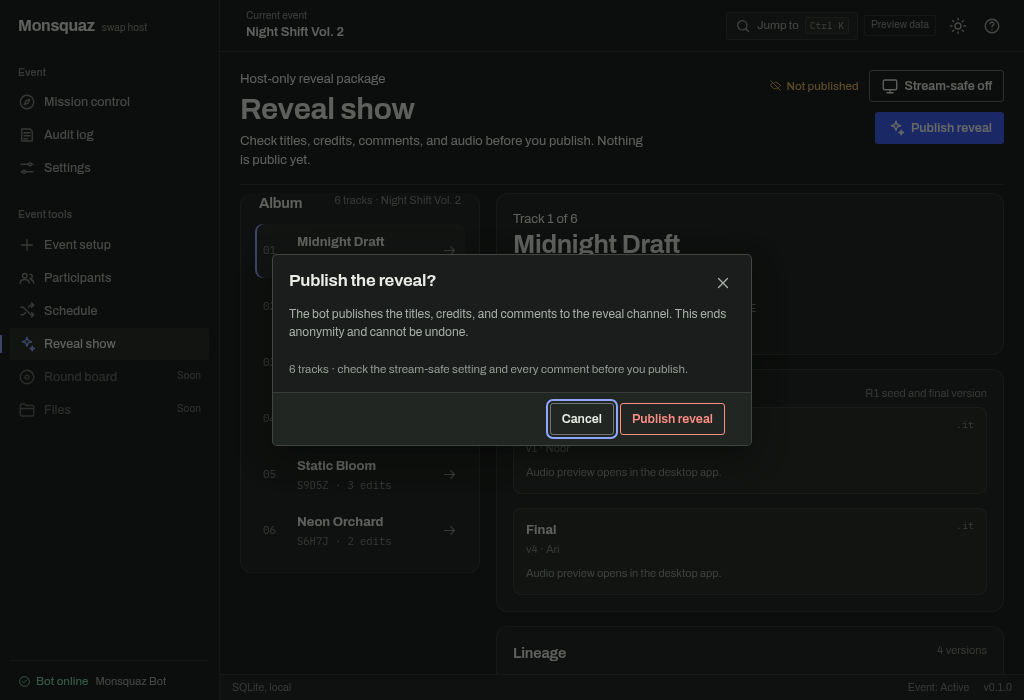 Monsquaz swap host
Current event
Night Shift Vol. 2
Jump to Ctrl K
Preview data
Event
Mission control
Audit log
Settings
Event tools
Event setup
Participants
Schedule
Reveal show
Round board Soon
Files Soon
Bot online Monsquaz Bot
Host-only reveal package
Reveal show
Check titles, credits, comments, and audio before you publish. Nothing
is public yet.
Not published
Stream-safe off
Publish reveal
Album 6 tracks · Night Shift Vol. 2
01 Midnight Draft
05 Static Bloom
S9D5Z · 3 edits
06 Neon Orchard
S6H7J · 2 edits
Track 1 of 6
Midnight Draft
Publish the reveal?
The bot publishes the titles, credits, and comments to the reveal channel. This ends
anonymity and cannot be undone.
6 tracks · check the stream-safe setting and every comment before you publish.
Cancel
Publish reveal
R1 seed and final version
.it
v1 · Noor
Audio preview opens in the desktop app.
Final .it
v4 · Ari
Audio preview opens in the desktop app.
Lineage 4 versions
SQLite, local
Event: Active v0.1.0